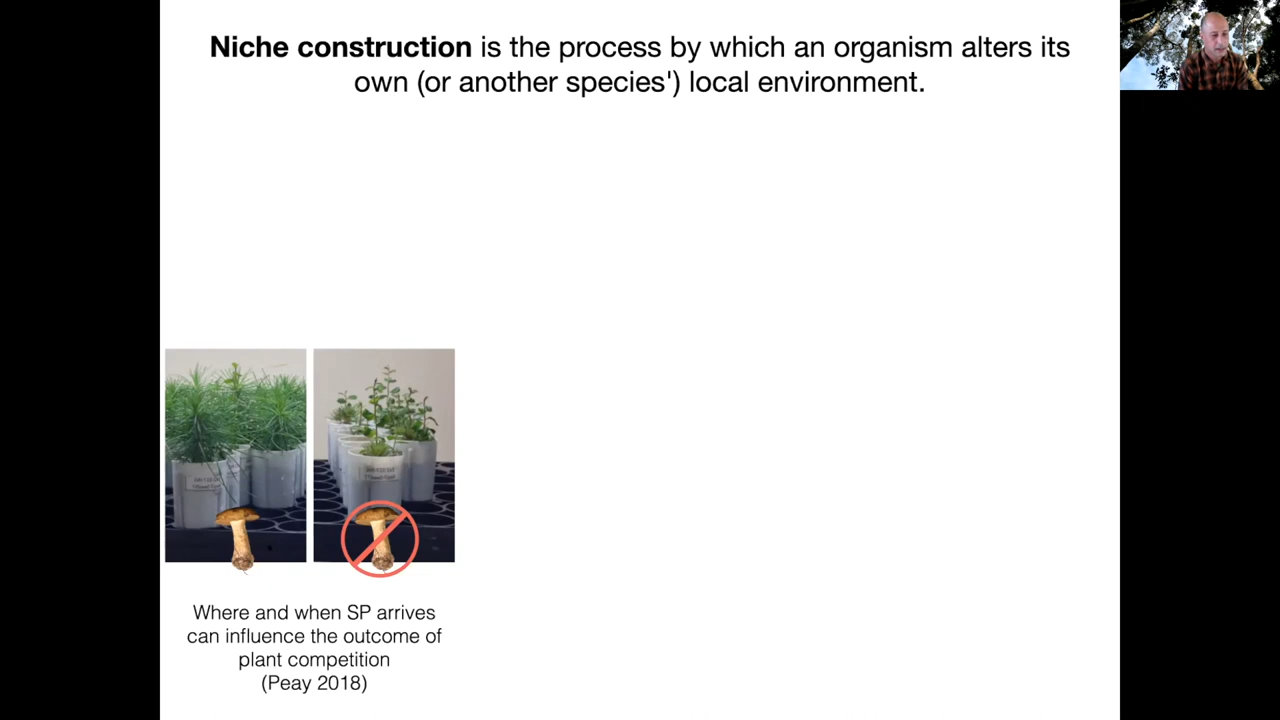 Niche construction is the process by which an organism alters its
own (or another species') local environment.
Where and when SP arrives
can influence the outcome of
plant competition
(Peay 2018)